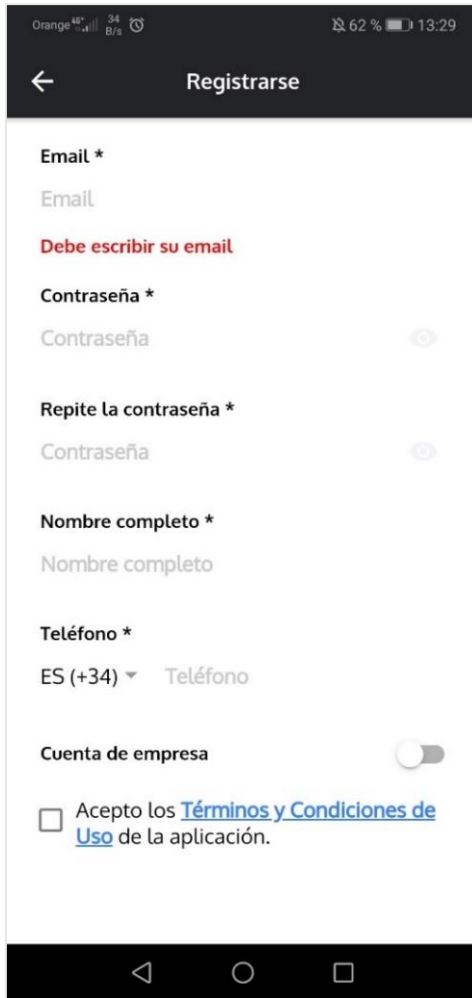 Orange 4G+ 34 B/s 62 % 13:29
Registrarse
Email *
Email
Debe escribir su email
Contraseña *
Contraseña
Repite la contraseña *
Contraseña
Nombre completo *
Nombre completo
Teléfono *
ES (+34) Teléfono
Cuenta de empresa
Acepto los Términos y Condiciones de
Uso de la aplicación.